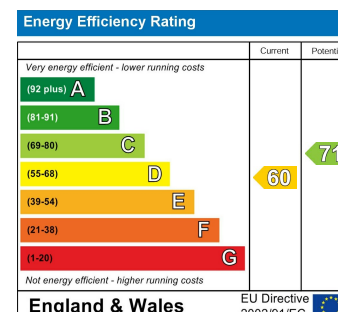 Energy Efficiency Rating
Current
Very energy efficient - lower running costs
(92 plus) A
(81-91) B
(69-80) C
71
(55-68) D
60
(39-54) E
(21-38) F
(1-20) G
Not energy efficient - higher running costs
England & Wales
EU Directive